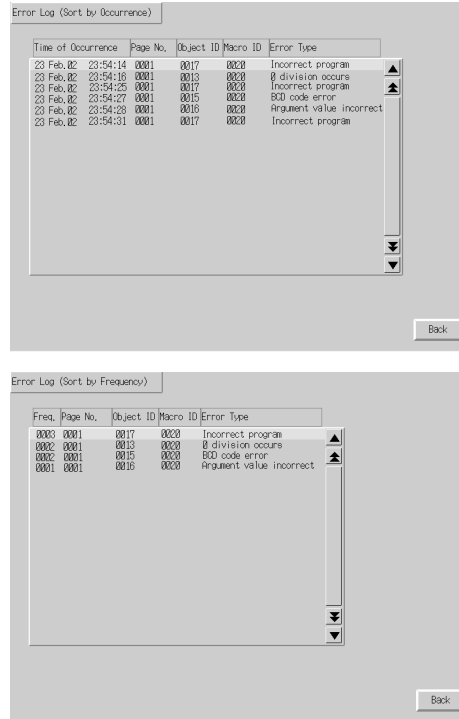 Error Log (Sort by Occurrence)
Time of Occurrence Page No. Object ID Macro ID Error Type
23 Feb.02 23:54:14 0001 0017 0020 Incorrect program
23 Feb.02 23:54:16 0001 0013 0020 0 division occurs
23 Feb.02 23:54:25 0001 0017 0020 Incorrect program
23 Feb.02 23:54:27 0001 0015 0020 BCD code error
23 Feb.02 23:54:28 0001 0016 0020 Argument value incorrect
23 Feb.02 23:54:31 0001 0017 0020 Incorrect program
Back
Error Log (Sort by Frequency)
Freq. Page No. Object ID Macro ID Error Type
0003 0001 0017 0020 Incorrect program
0002 0001 0013 0020 0 division occurs
0002 0001 0015 0020 BCD code error
0001 0001 0016 0020 Argument value incorrect
Back